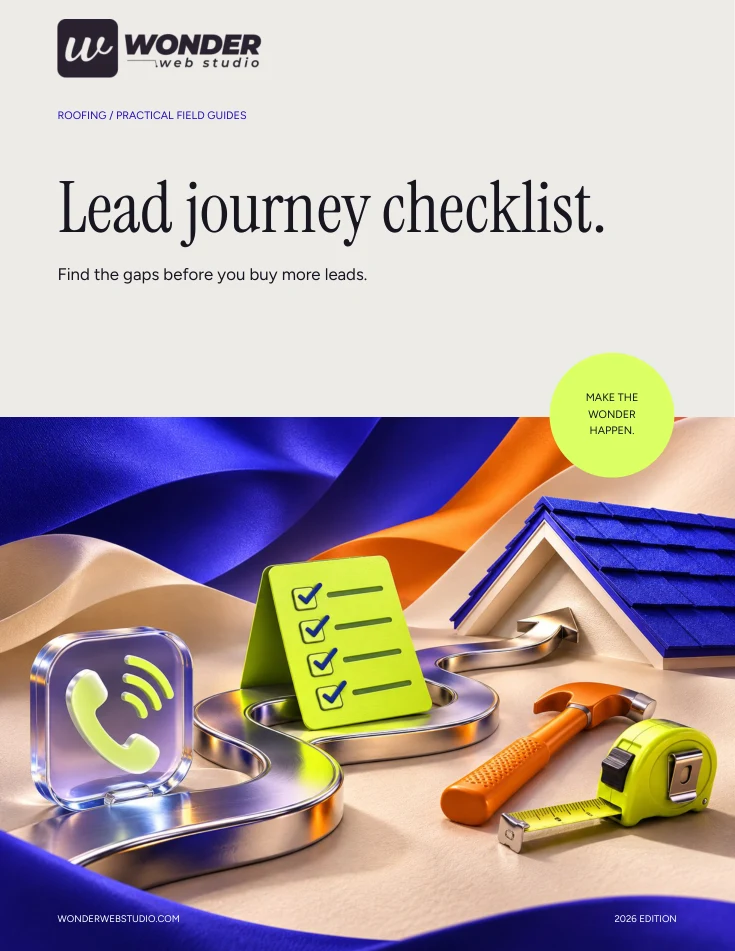 w WONDER
web studio
ROOFING / PRACTICAL FIELD GUIDES
Lead journey checklist.
Find the gaps before you buy more leads.
MAKE THE
WONDER
HAPPEN.
WONDERWEBSTUDIO.COM
2026 EDITION